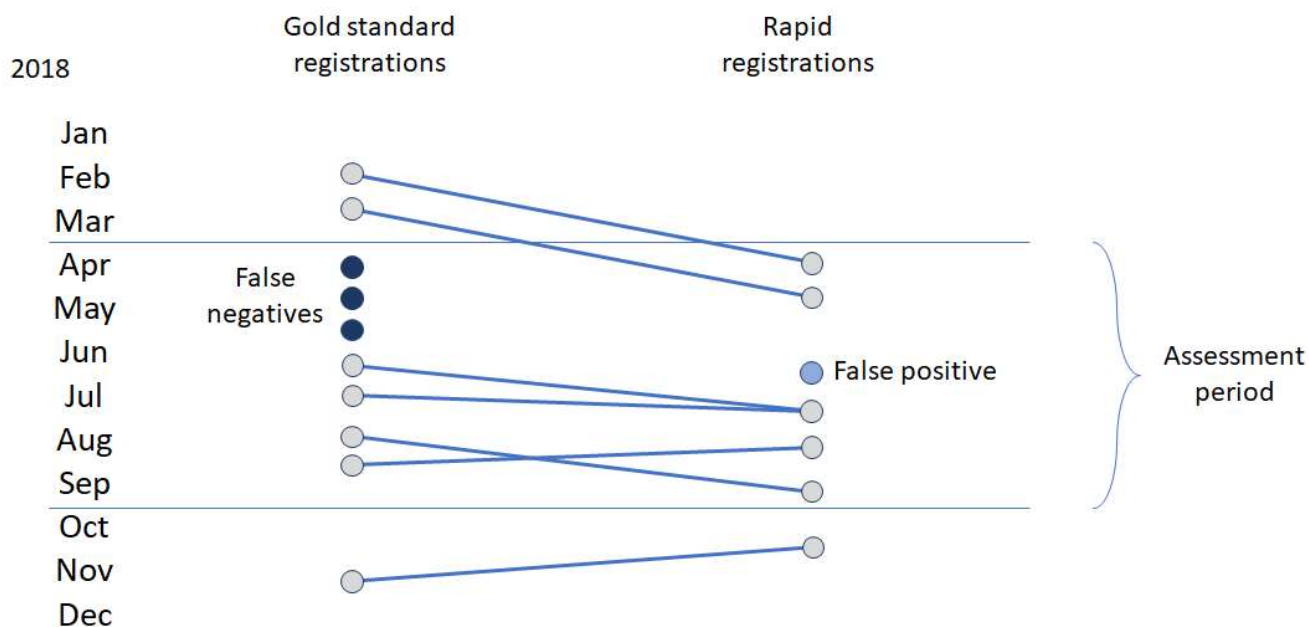 Gold standard
registrations
Rapid
registrations
2018
Jan
Feb
Mar
Apr
May
Jun
Jul
Aug
Sep
Oct
Nov
Dec
False
negatives
False positive
Assessment
period